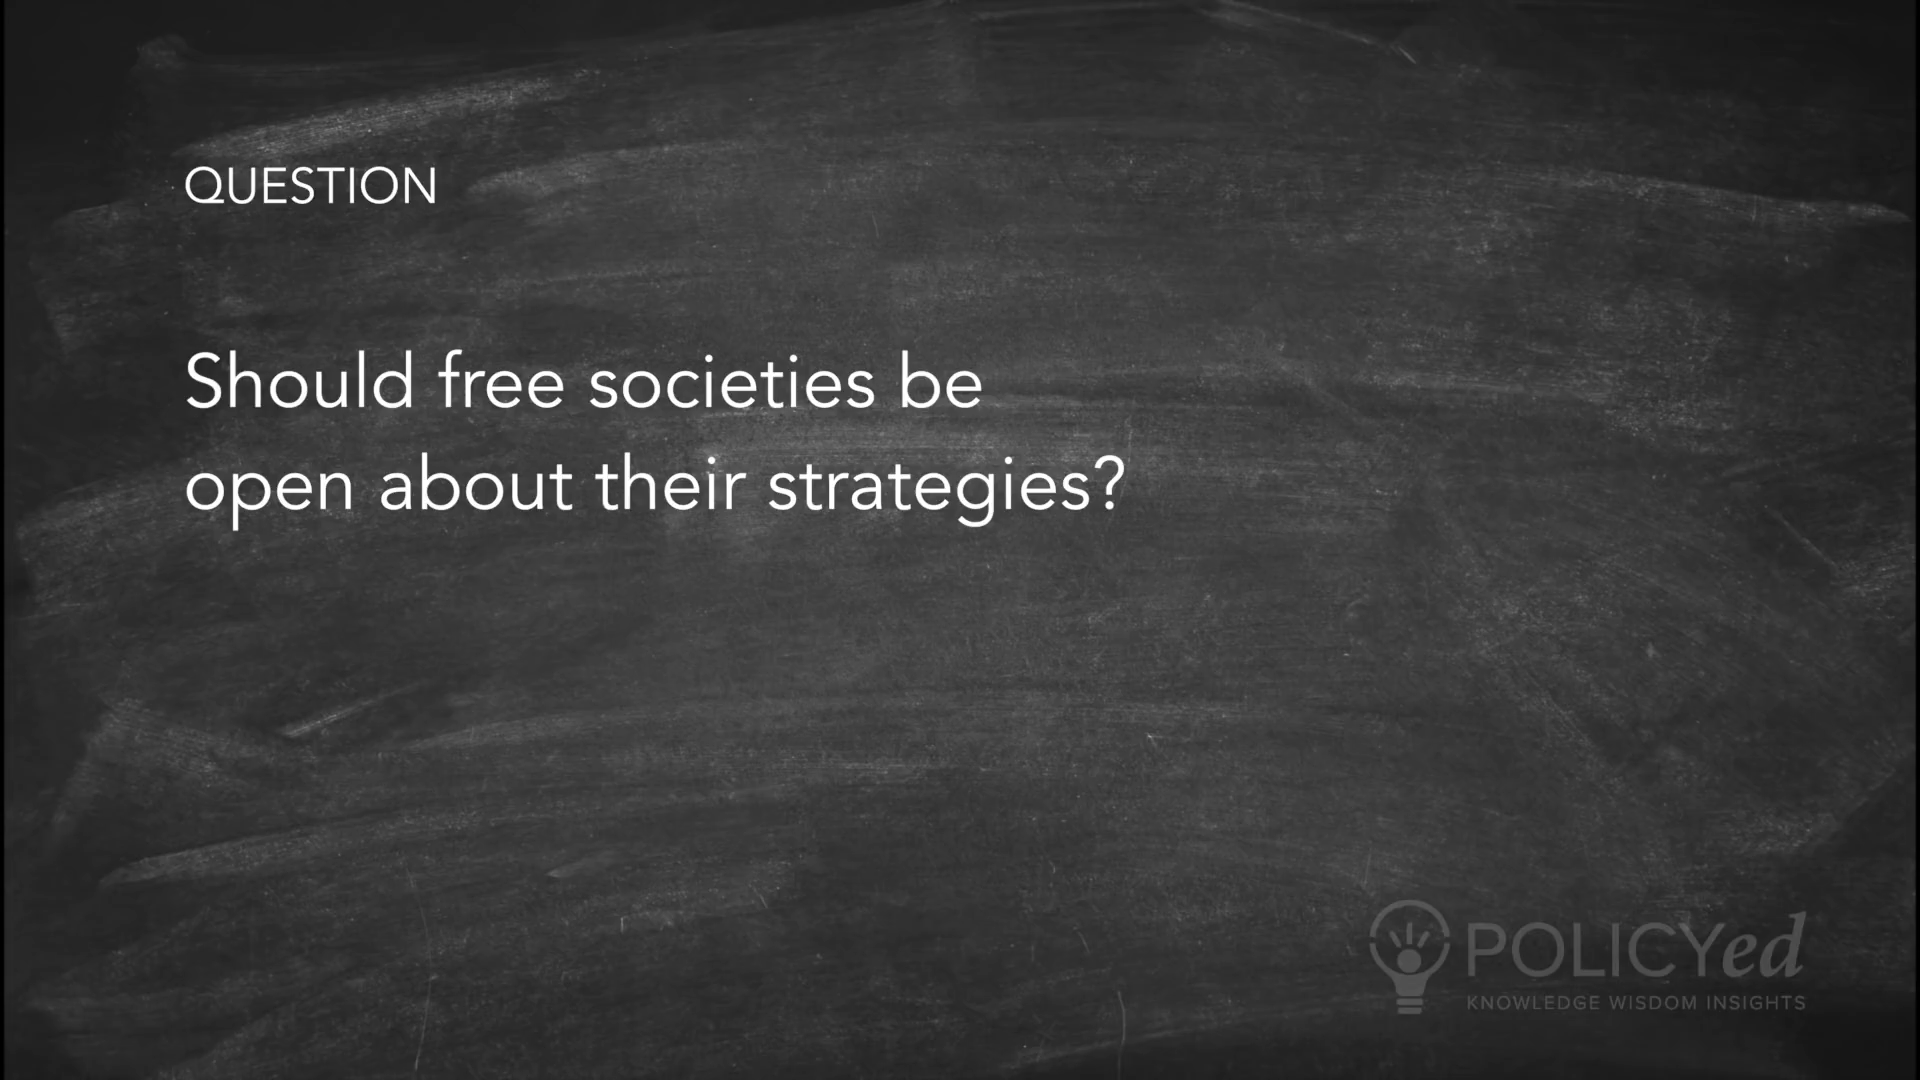 QUESTION
Should free societies be
open about their strategies?
POLICYed
KNOWLEDGE WISDOM INSIGHTS